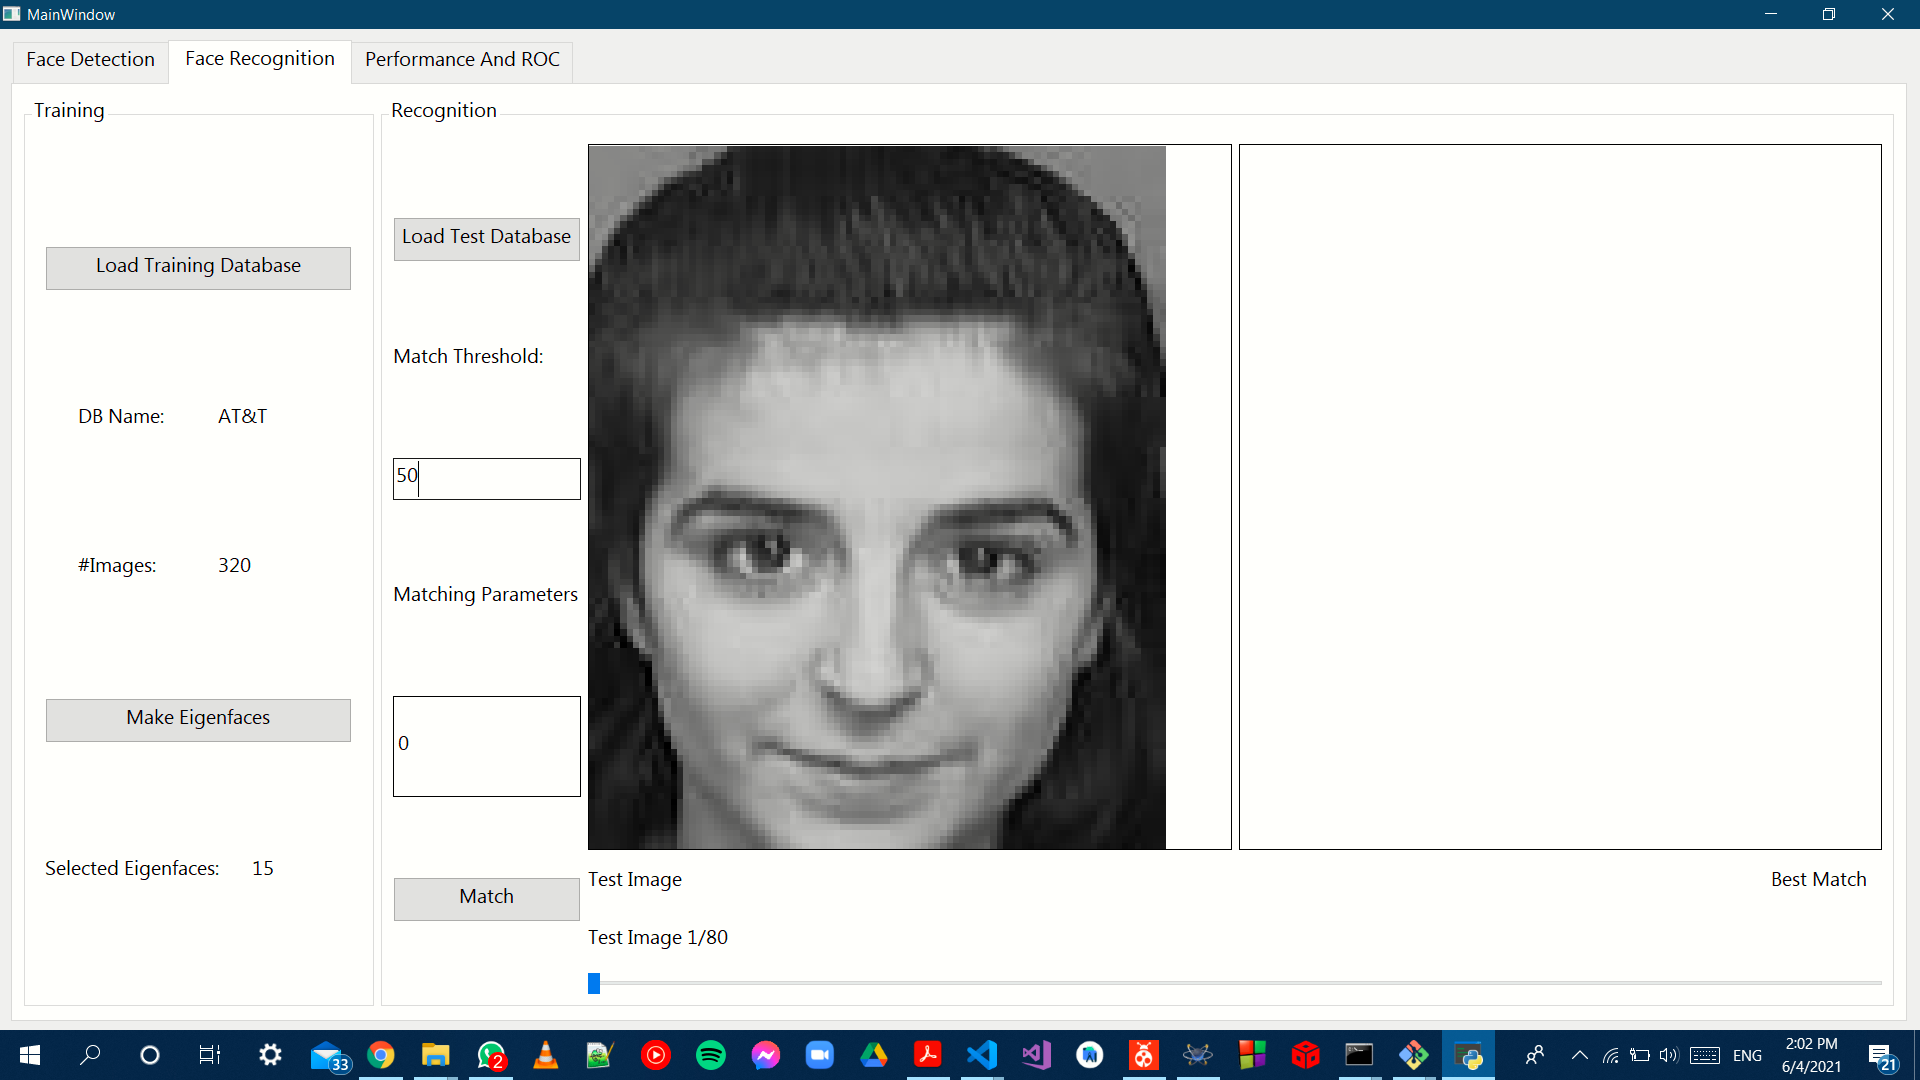 MainWindow
Face Detection
Face Recognition
Performance And ROC
Training
Load Training Database
DB Name: AT&T
#Images: 320
Make Eigenfaces
Selected Eigenfaces: 15
Recognition
Load Test Database
Match Threshold:
50
Matching Parameters
0
Match
Test Image
Best Match
Test Image 1/80
33
2
ENG
2:02 PM
6/4/2021
21